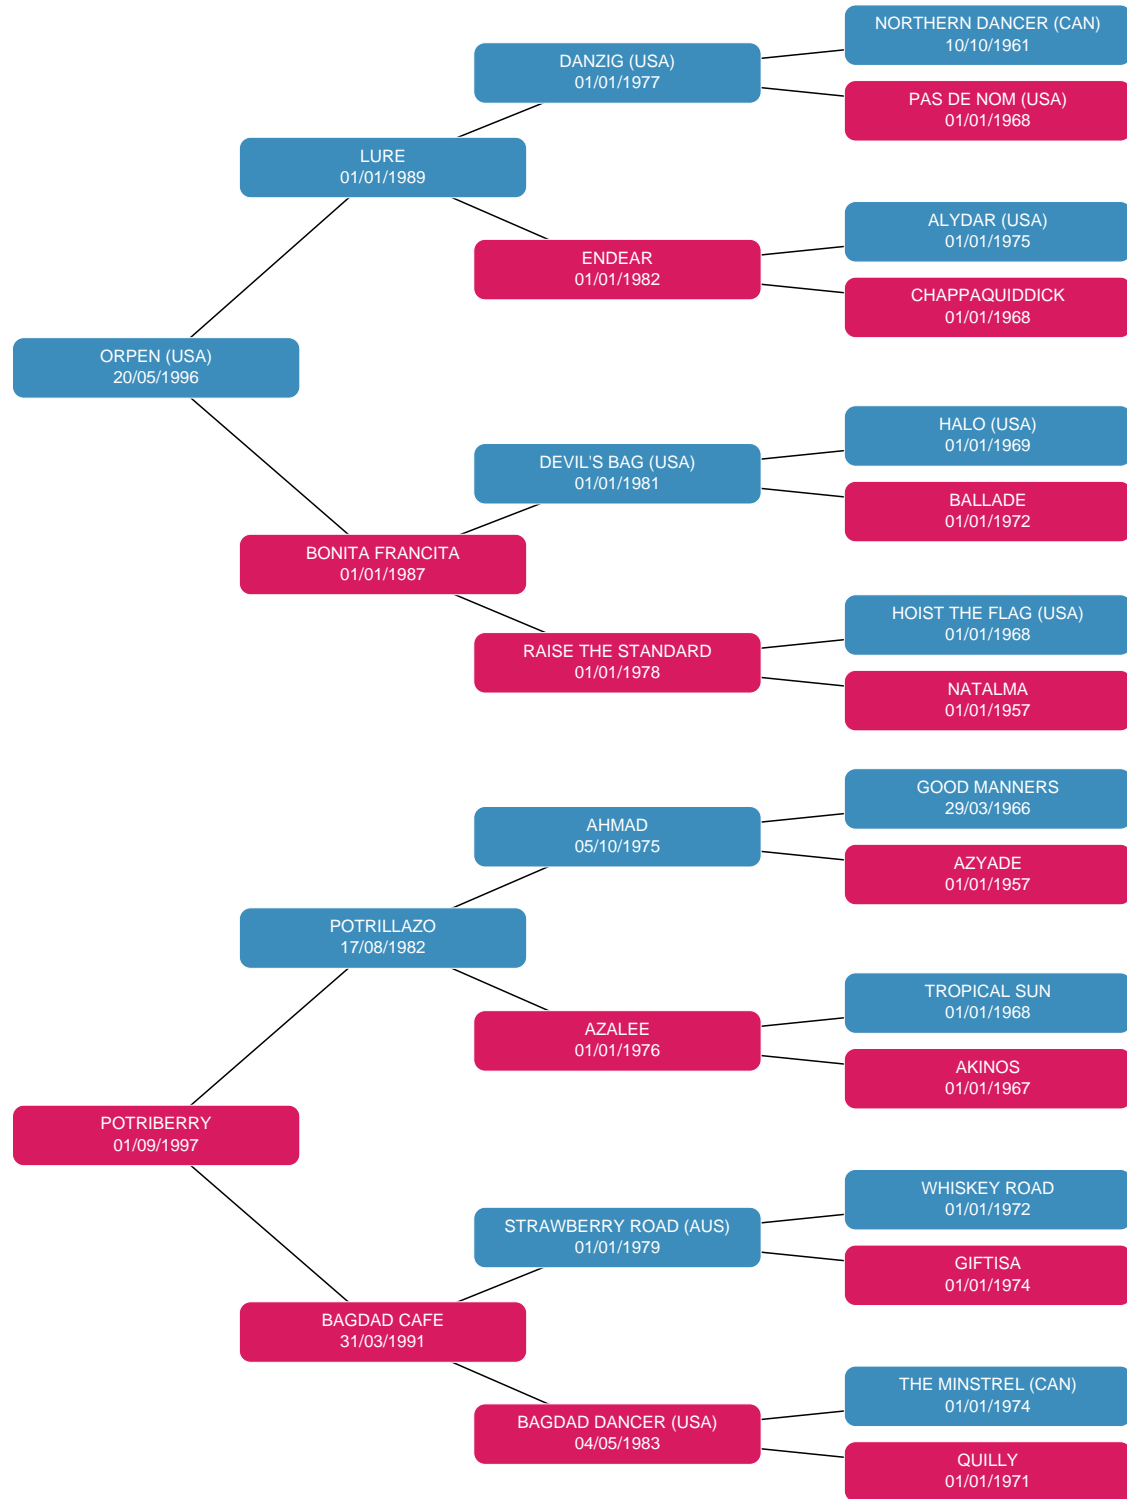 NORTHERN DANCER (CAN)
10/10/1961
DANZIG (USA)
01/01/1977
PAS DE NOM (USA)
01/01/1968
LURE
01/01/1989
ALYDAR (USA)
01/01/1975
ENDEAR
01/01/1982
CHAPPAQUIDDICK
01/01/1968
ORPEN (USA)
20/05/1996
HALO (USA)
01/01/1969
DEVIL'S BAG (USA)
01/01/1981
BALLADE
01/01/1972
BONITA FRANCITA
01/01/1987
HOIST THE FLAG (USA)
01/01/1968
RAISE THE STANDARD
01/01/1978
NATALMA
01/01/1957
GOOD MANNERS
29/03/1966
AHMAD
05/10/1975
AZYADE
01/01/1957
POTRILLAZO
17/08/1982
TROPICAL SUN
01/01/1968
AZALEE
01/01/1976
AKINOS
01/01/1967
POTRIBERRY
01/09/1997
WHISKEY ROAD
01/01/1972
STRAWBERRY ROAD (AUS)
01/01/1979
GIFTISA
01/01/1974
BAGDAD CAFE
31/03/1991
THE MINSTREL (CAN)
01/01/1974
BAGDAD DANCER (USA)
04/05/1983
QUILLY
01/01/1971